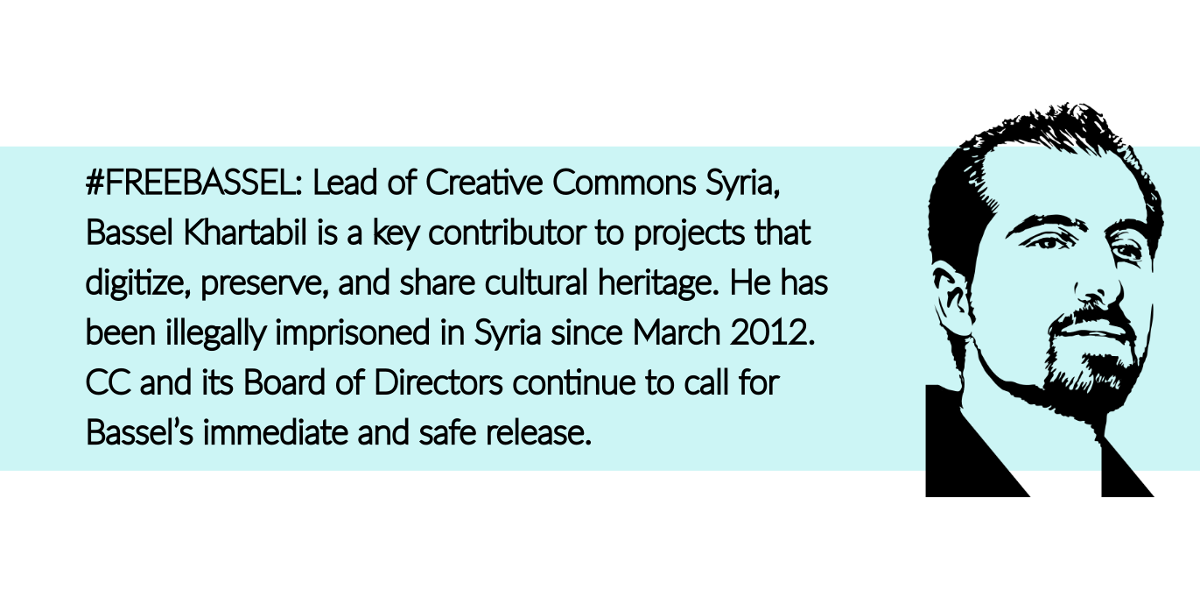 #FREEBASSEL: Lead of Creative Commons Syria,
Bassel Khartabil is a key contributor to projects that
digitize, preserve, and share cultural heritage. He has
been illegally imprisoned in Syria since March 2012.
CC and its Board of Directors continue to call for
Bassel’s immediate and safe release.